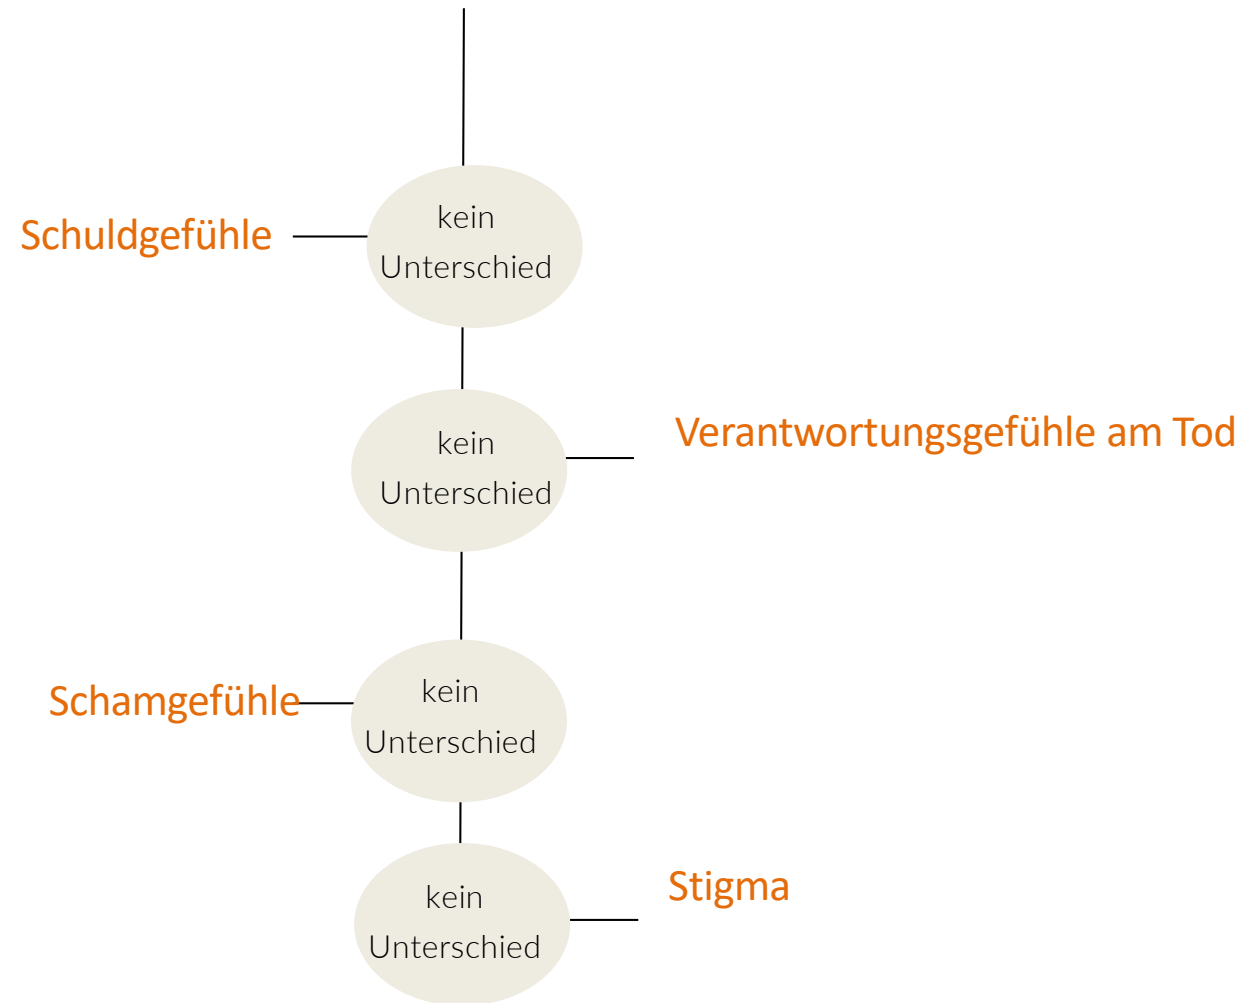 Schuldgefühle
kein
Unterschied
kein
Unterschied
Verantwortungsgefühle am Tod
Schamgefühle
kein
Unterschied
kein
Unterschied
Stigma